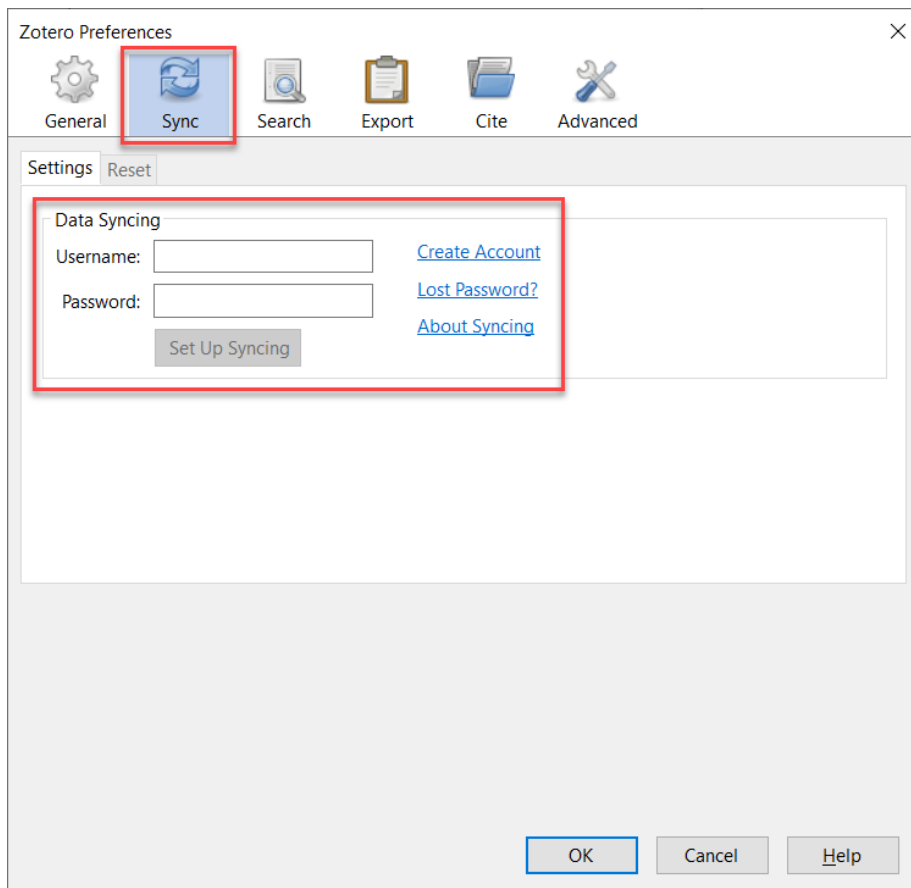 Zotero Preferences
General Sync Search Export Cite Advanced
Settings Reset
Data Syncing
Username:
Create Account
Lost Password?
Password:
About Syncing
Set Up Syncing
OK Cancel Help